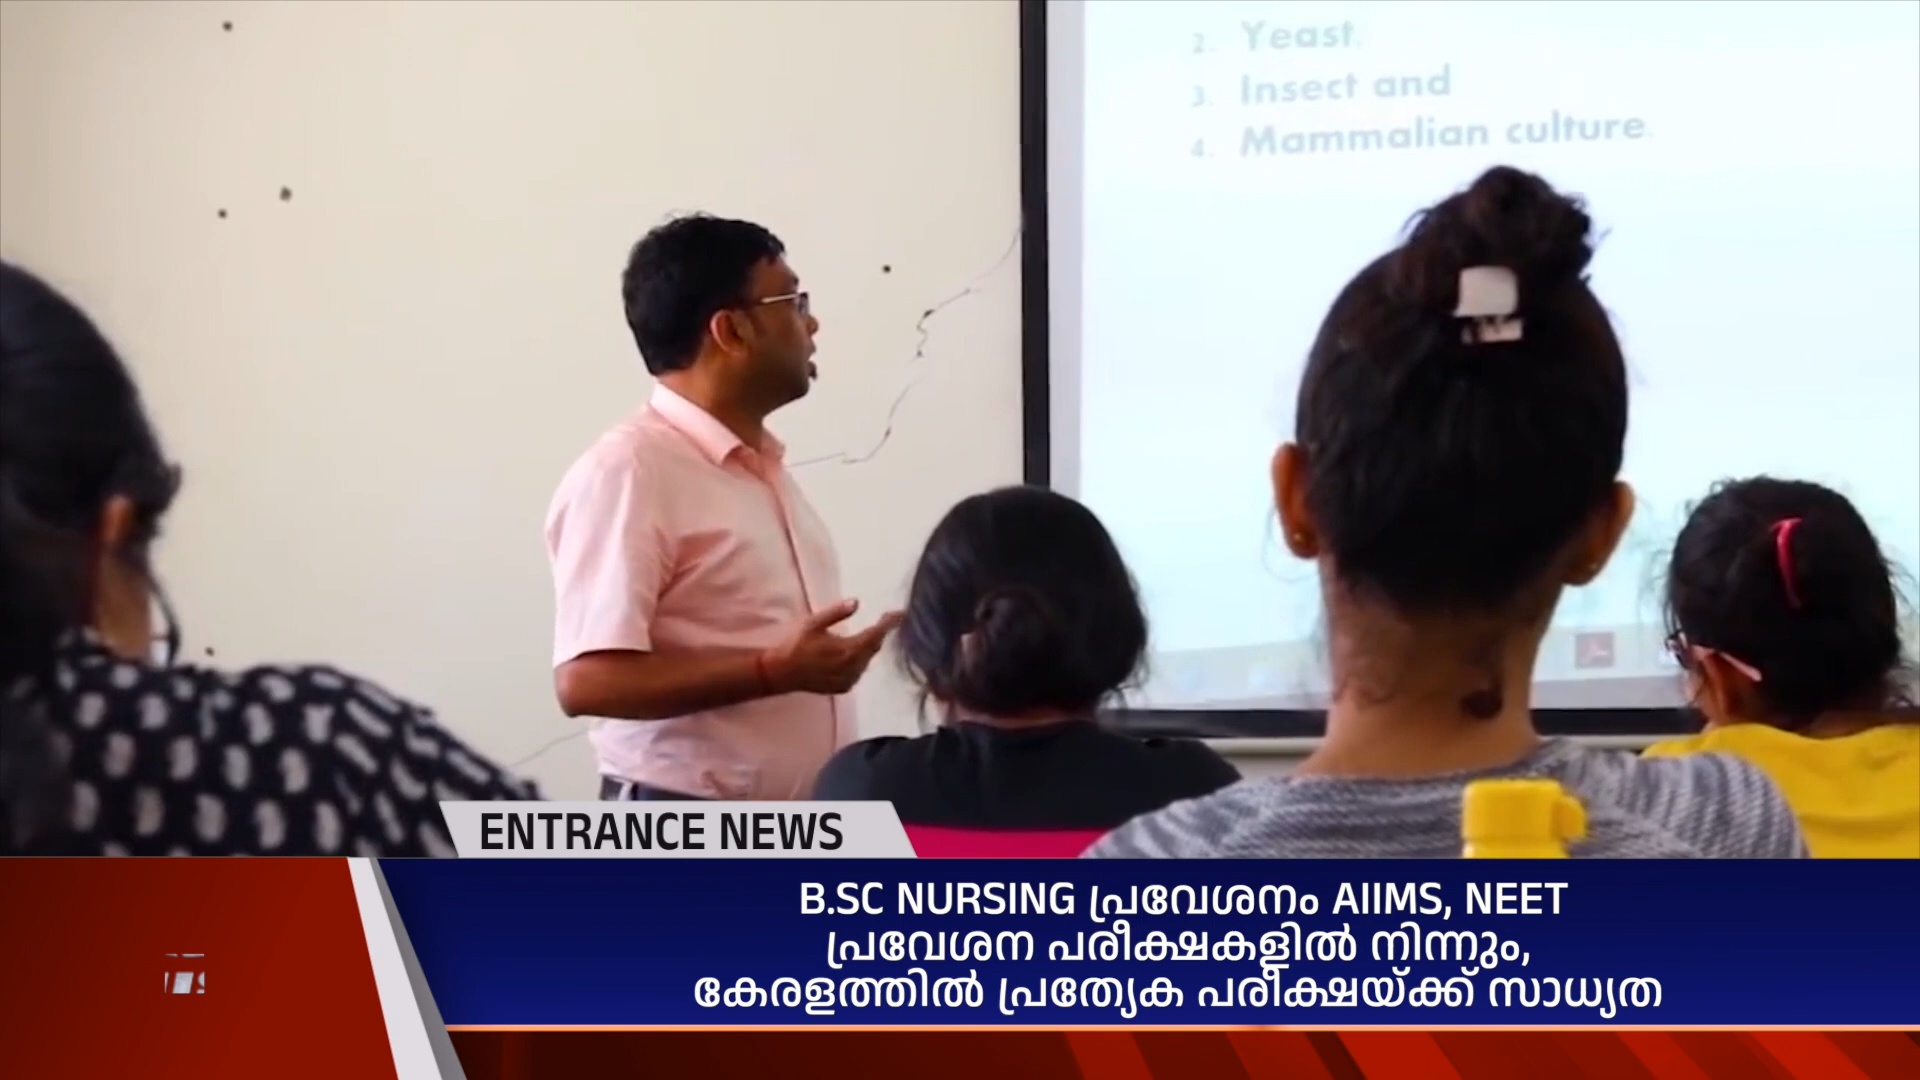 2. Yeast.
3. Insect and
4. Mammalian culture.
ENTRANCE NEWS
B.SC NURSING പ്രവേശനം AIIMS, NEET
പ്രവേശന പരീക്ഷകളിൽ നിന്നും,
കേരളത്തിൽ പ്രത്യേക പരീക്ഷയ്ക്ക് സാധ്യത